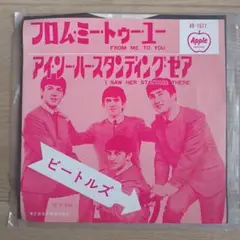 フロム・ミー・トゥー・ユー
FROM ME TO YOU
アイ・ソー・ハー・スタンディング・ゼア
I SAW HER STANDING THERE
AR-1027
Apple
ビートルズ